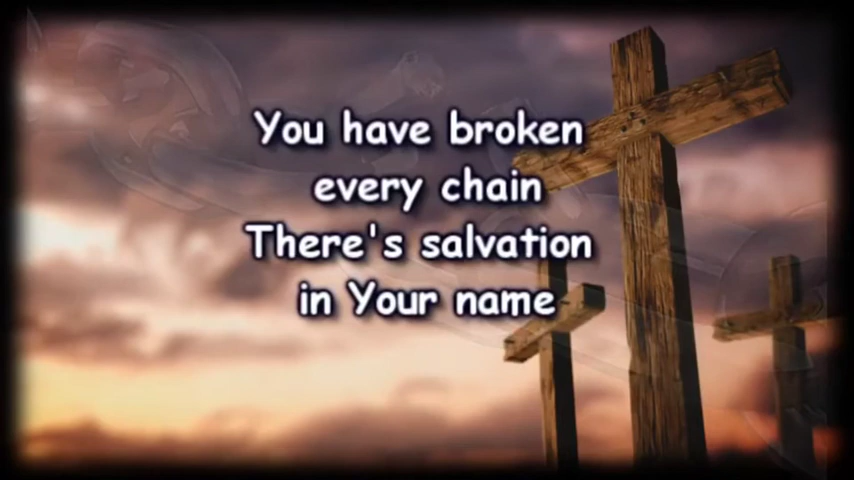 You have broken
every chain
There's salvation
in Your name